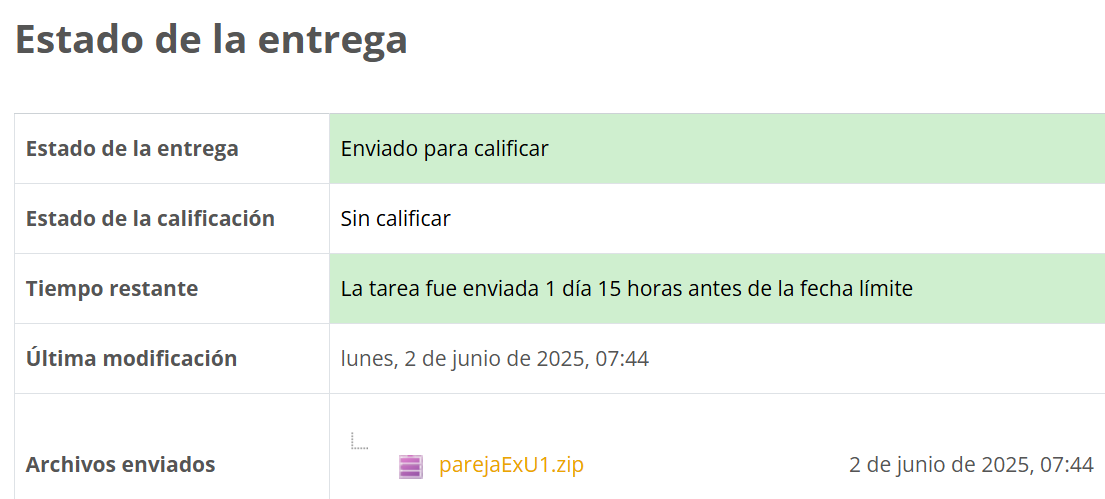 Estado de la entrega
Estado de la entrega Enviado para calificar
Estado de la calificación Sin calificar
Tiempo restante La tarea fue enviada 1 día 15 horas antes de la fecha límite
Última modificación lunes, 2 de junio de 2025, 07:44
Archivos enviados parejaExU1.zip 2 de junio de 2025, 07:44